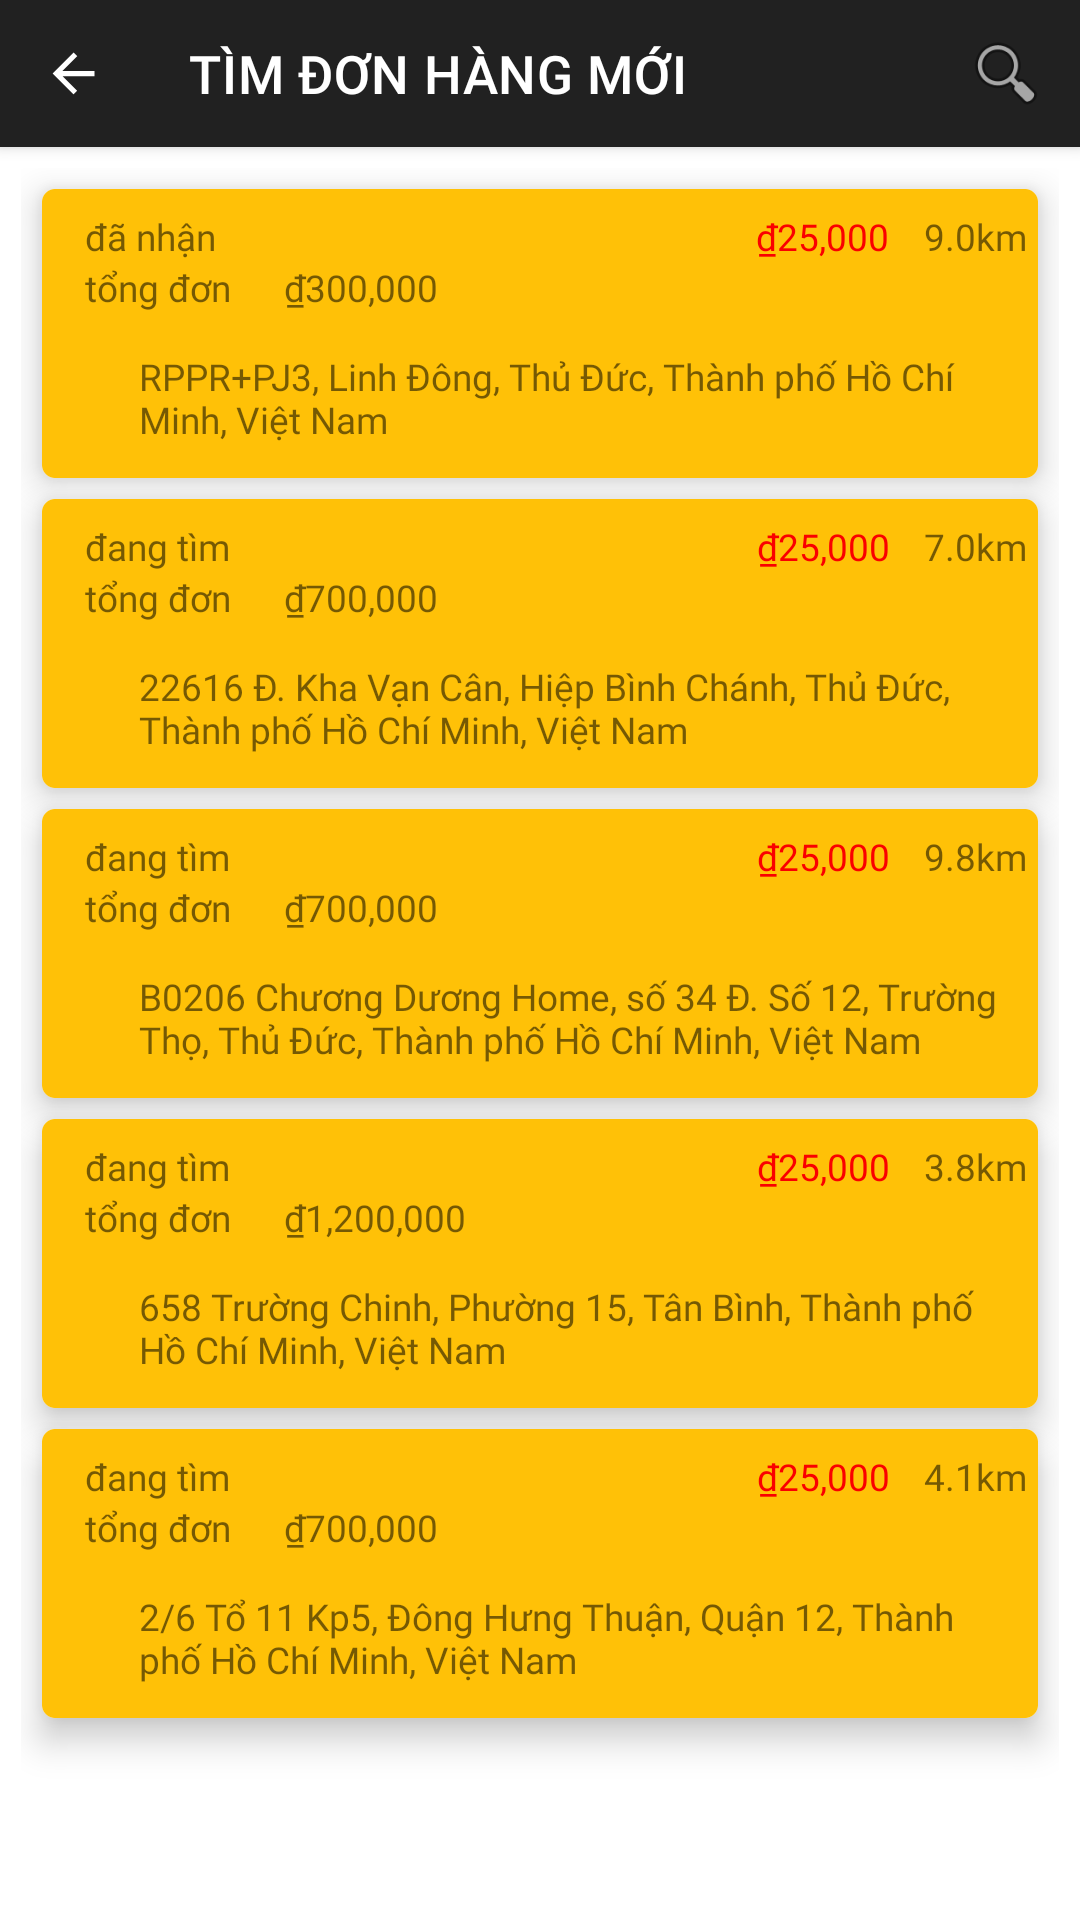 TÌM ĐƠN HÀNG MỚI
đã nhận ₫25,000 9.0km
tổng đơn ₫300,000
RPPR+PJ3, Linh Đông, Thủ Đức, Thành phố Hồ Chí
Minh, Việt Nam
đang tìm ₫25,000 7.0km
tổng đơn ₫700,000
22616 Đ. Kha Vạn Cân, Hiệp Bình Chánh, Thủ Đức,
Thành phố Hồ Chí Minh, Việt Nam
đang tìm ₫25,000 9.8km
tổng đơn ₫700,000
B0206 Chương Dương Home, số 34 Đ. Số 12, Trường
Thọ, Thủ Đức, Thành phố Hồ Chí Minh, Việt Nam
đang tìm ₫25,000 3.8km
tổng đơn ₫1,200,000
658 Trường Chinh, Phường 15, Tân Bình, Thành phố
Hồ Chí Minh, Việt Nam
đang tìm ₫25,000 4.1km
tổng đơn ₫700,000
2/6 Tổ 11 Kp5, Đông Hưng Thuận, Quận 12, Thành
phố Hồ Chí Minh, Việt Nam